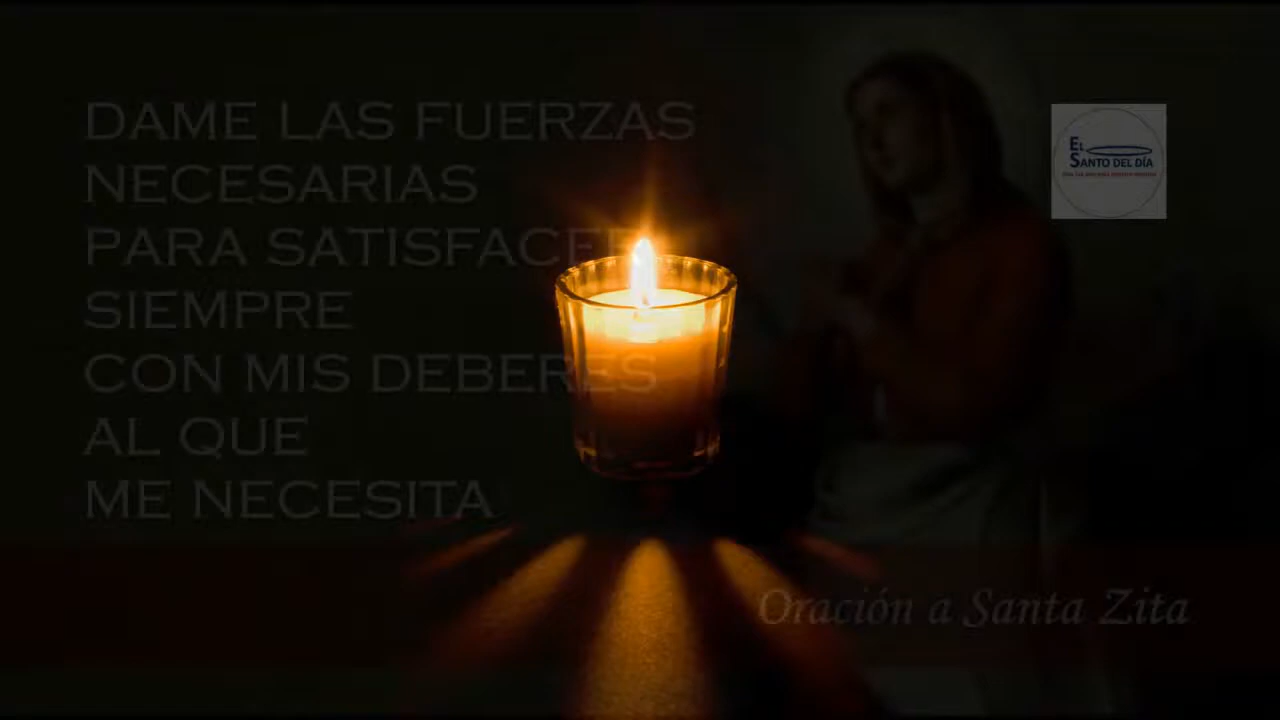 DAME LAS FUERZAS
NECESARIAS
PARA SATISFACER
SIEMPRE
CON MIS DEBERES
AL QUE
ME NECESITA
EL
SANTO DEL DÍA
Oración a Santa Zita